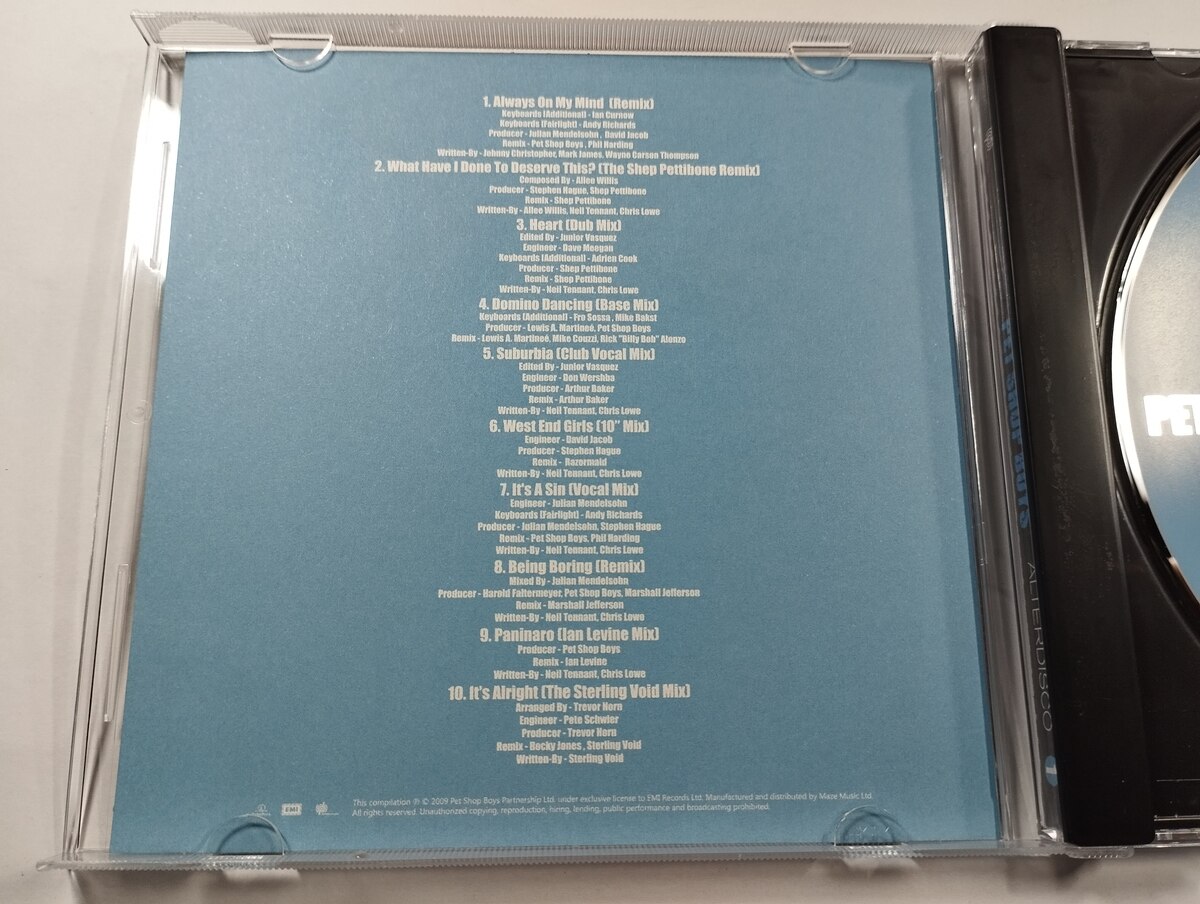 1. Always On My Mind (Remix)
Keyboards [Additional] - Ian Curnow
Keyboards [Fairlight] - Andy Richards
Producer - Julian Mendelsohn , David Jacob
Remix - Pet Shop Boys , Phil Harding
Written-By - Johnny Christopher, Mark James, Wayne Carson Thompson
2. What Have I Done To Deserve This? (The Shep Pettibone Remix)
Composed By - Allee Willis
Producer - Stephen Hague, Shep Pettibone
Remix - Shep Pettibone
Written-By - Allee Willis, Neil Tennant, Chris Lowe
3. Heart (Dub Mix)
Edited By - Junior Vasquez
Engineer - Dave Meegan
Keyboards [Additional] - Adrien Cook
Producer - Shep Pettibone
Remix - Shep Pettibone
Written-By - Neil Tennant, Chris Lowe
4. Domino Dancing (Base Mix)
Keyboards [Additional] - Fro Sossa , Mike Bakst
Producer - Lewis A. Martineé, Pet Shop Boys
Remix - Lewis A. Martineé, Mike Couzzi, Rick "Billy Bob" Alonzo
5. Suburbia (Club Vocal Mix)
Edited By - Junior Vasquez
Engineer - Don Wershba
Producer - Arthur Baker
Remix - Arthur Baker
Written-By - Neil Tennant, Chris Lowe
6. West End Girls (10" Mix)
Engineer - David Jacob
Producer - Stephen Hague
Remix - Razormaid
Written-By - Neil Tennant, Chris Lowe
7. It's A Sin (Vocal Mix)
Engineer - Julian Mendelsohn
Keyboards [Fairlight] - Andy Richards
Producer - Julian Mendelsohn, Stephen Hague
Remix - Pet Shop Boys, Phil Harding
Written-By - Neil Tennant, Chris Lowe
8. Being Boring (Remix)
Mixed By - Julian Mendelsohn
Producer - Harold Faltermeyer, Pet Shop Boys, Marshall Jefferson
Remix - Marshall Jefferson
Written-By - Neil Tennant, Chris Lowe
9. Paninaro (Ian Levine Mix)
Producer - Pet Shop Boys
Remix - Ian Levine
Written-By - Neil Tennant, Chris Lowe
10. It's Alright (The Sterling Void Mix)
Arranged By - Trevor Horn
Engineer - Pete Schwier
Producer - Trevor Horn
Remix - Rocky Jones , Sterling Void
Written-By - Sterling Void
EMI
This compilation ℗ © 2009 Pet Shop Boys Partnership Ltd. under exclusive license to EMI Records Ltd. Manufactured and distributed by Maze Music Ltd.
All rights reserved. Unauthorized copying, reproduction, hiring, lending, public performance and broadcasting prohibited.
PET SHOP BOYS
ALTERDISCO
1
PET